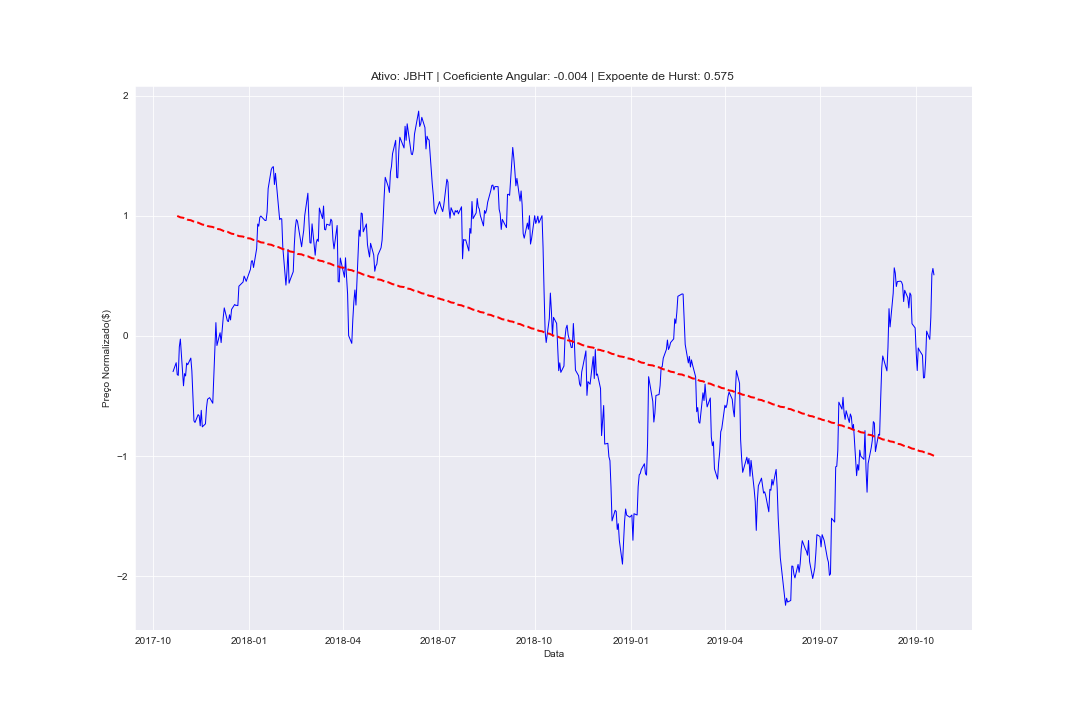 Ativo: JBHT | Coeficiente Angular: -0.004 | Expoente de Hurst: 0.575
Preço Normalizado($)
2
1
0
−1
−2
2017-10 2018-01 2018-04 2018-07 2018-10 2019-01 2019-04 2019-07 2019-10
Data